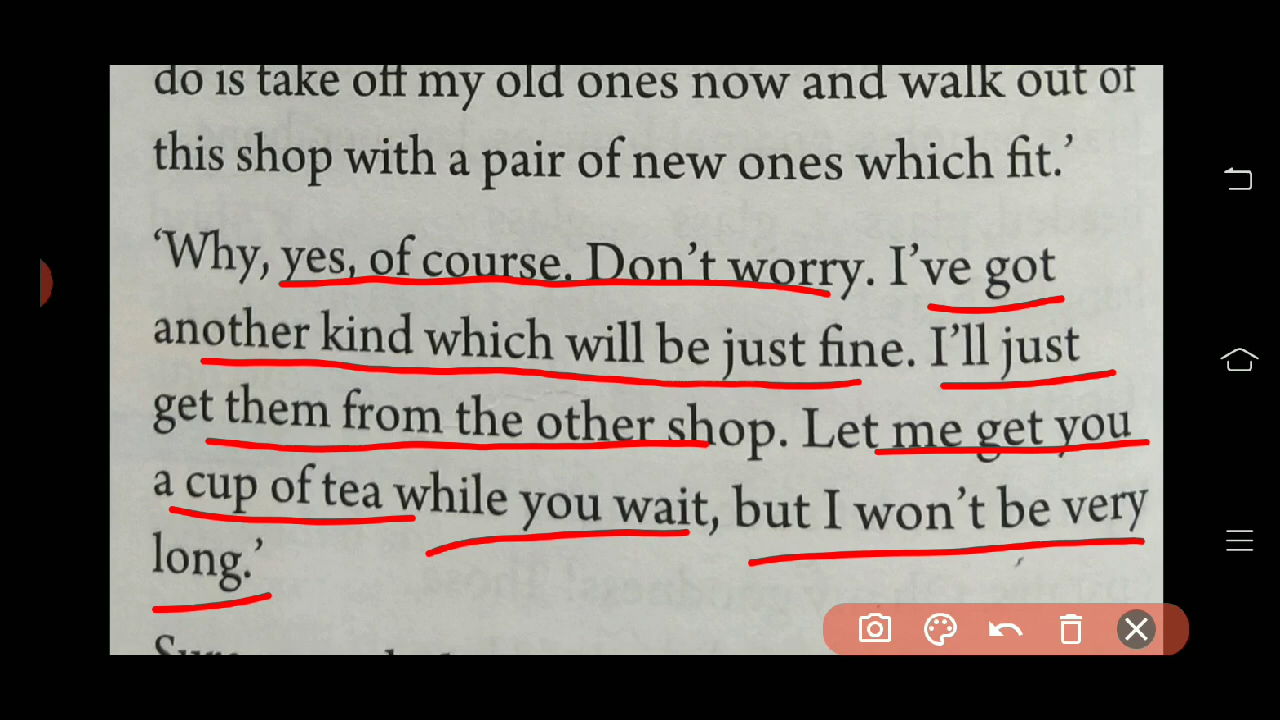 do is take off my old ones now and walk out of
this shop with a pair of new ones which fit.’
‘Why, yes, of course. Don’t worry. I’ve got
another kind which will be just fine. I’ll just
get them from the other shop. Let me get you
a cup of tea while you wait, but I won’t be very
long.’